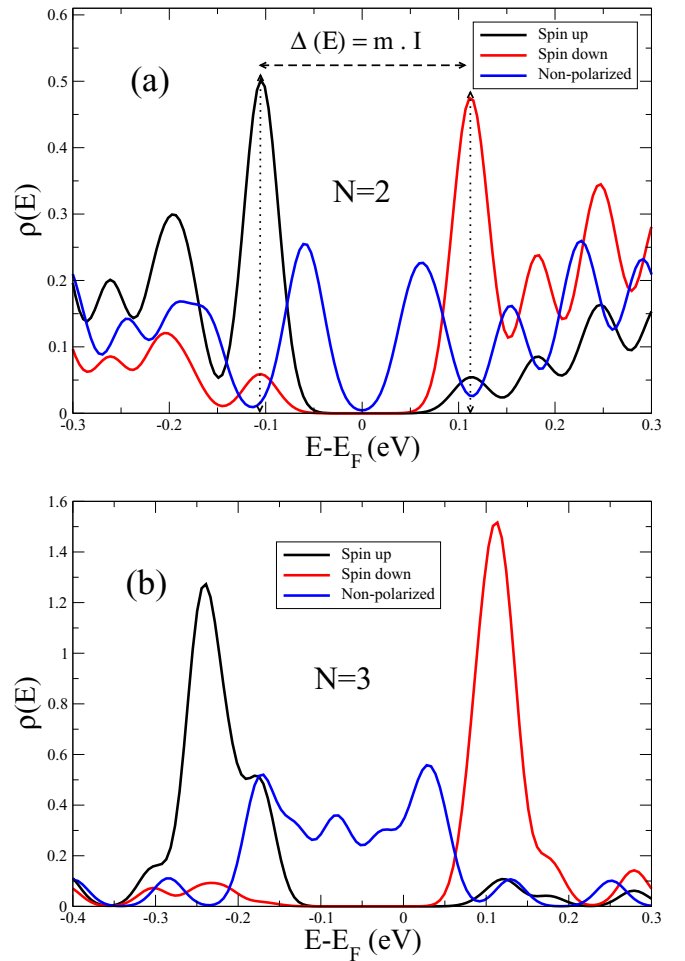 0.6
0.5
0.4
0.3
0.2
0.1
0
ρ(E)
(a)
Δ (E) = m . I
Spin up
Spin down
Non-polarized
N=2
-0.3 -0.2 -0.1 0 0.1 0.2 0.3
E-E_F (eV)
1.6
1.4
1.2
1
0.8
0.6
0.4
0.2
0
ρ(E)
(b)
Spin up
Spin down
Non-polarized
N=3
-0.4 -0.3 -0.2 -0.1 0 0.1 0.2 0.3
E-E_F (eV)